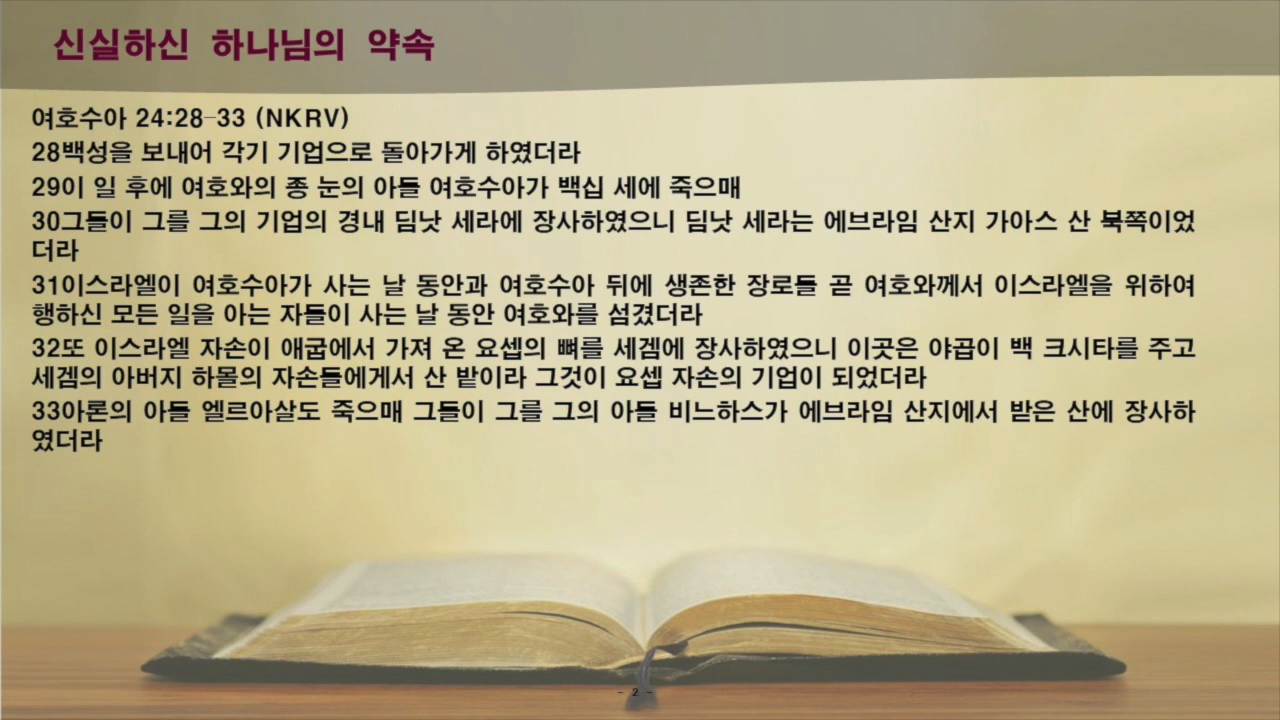 신실하신 하나님의 약속
여호수아 24:28-33 (NKRV)
28백성을 보내어 각기 기업으로 돌아가게 하였더라
29이 일 후에 여호와의 종 눈의 아들 여호수아가 백십 세에 죽으매
30그들이 그를 그의 기업의 경내 딤낫 세라에 장사하였으니 딤낫 세라는 에브라임 산지 가아스 산 북쪽이었
더라
31이스라엘이 여호수아가 사는 날 동안과 여호수아 뒤에 생존한 장로들 곧 여호와께서 이스라엘을 위하여
행하신 모든 일을 아는 자들이 사는 날 동안 여호와를 섬겼더라
32또 이스라엘 자손이 애굽에서 가져 온 요셉의 뼈를 세겜에 장사하였으니 이곳은 야곱이 백 크시타를 주고
세겜의 아버지 하몰의 자손들에게서 산 밭이라 그것이 요셉 자손의 기업이 되었더라
33아론의 아들 엘르아살도 죽으매 그들이 그를 그의 아들 비느하스가 에브라임 산지에서 받은 산에 장사하
였더라
- 2 -